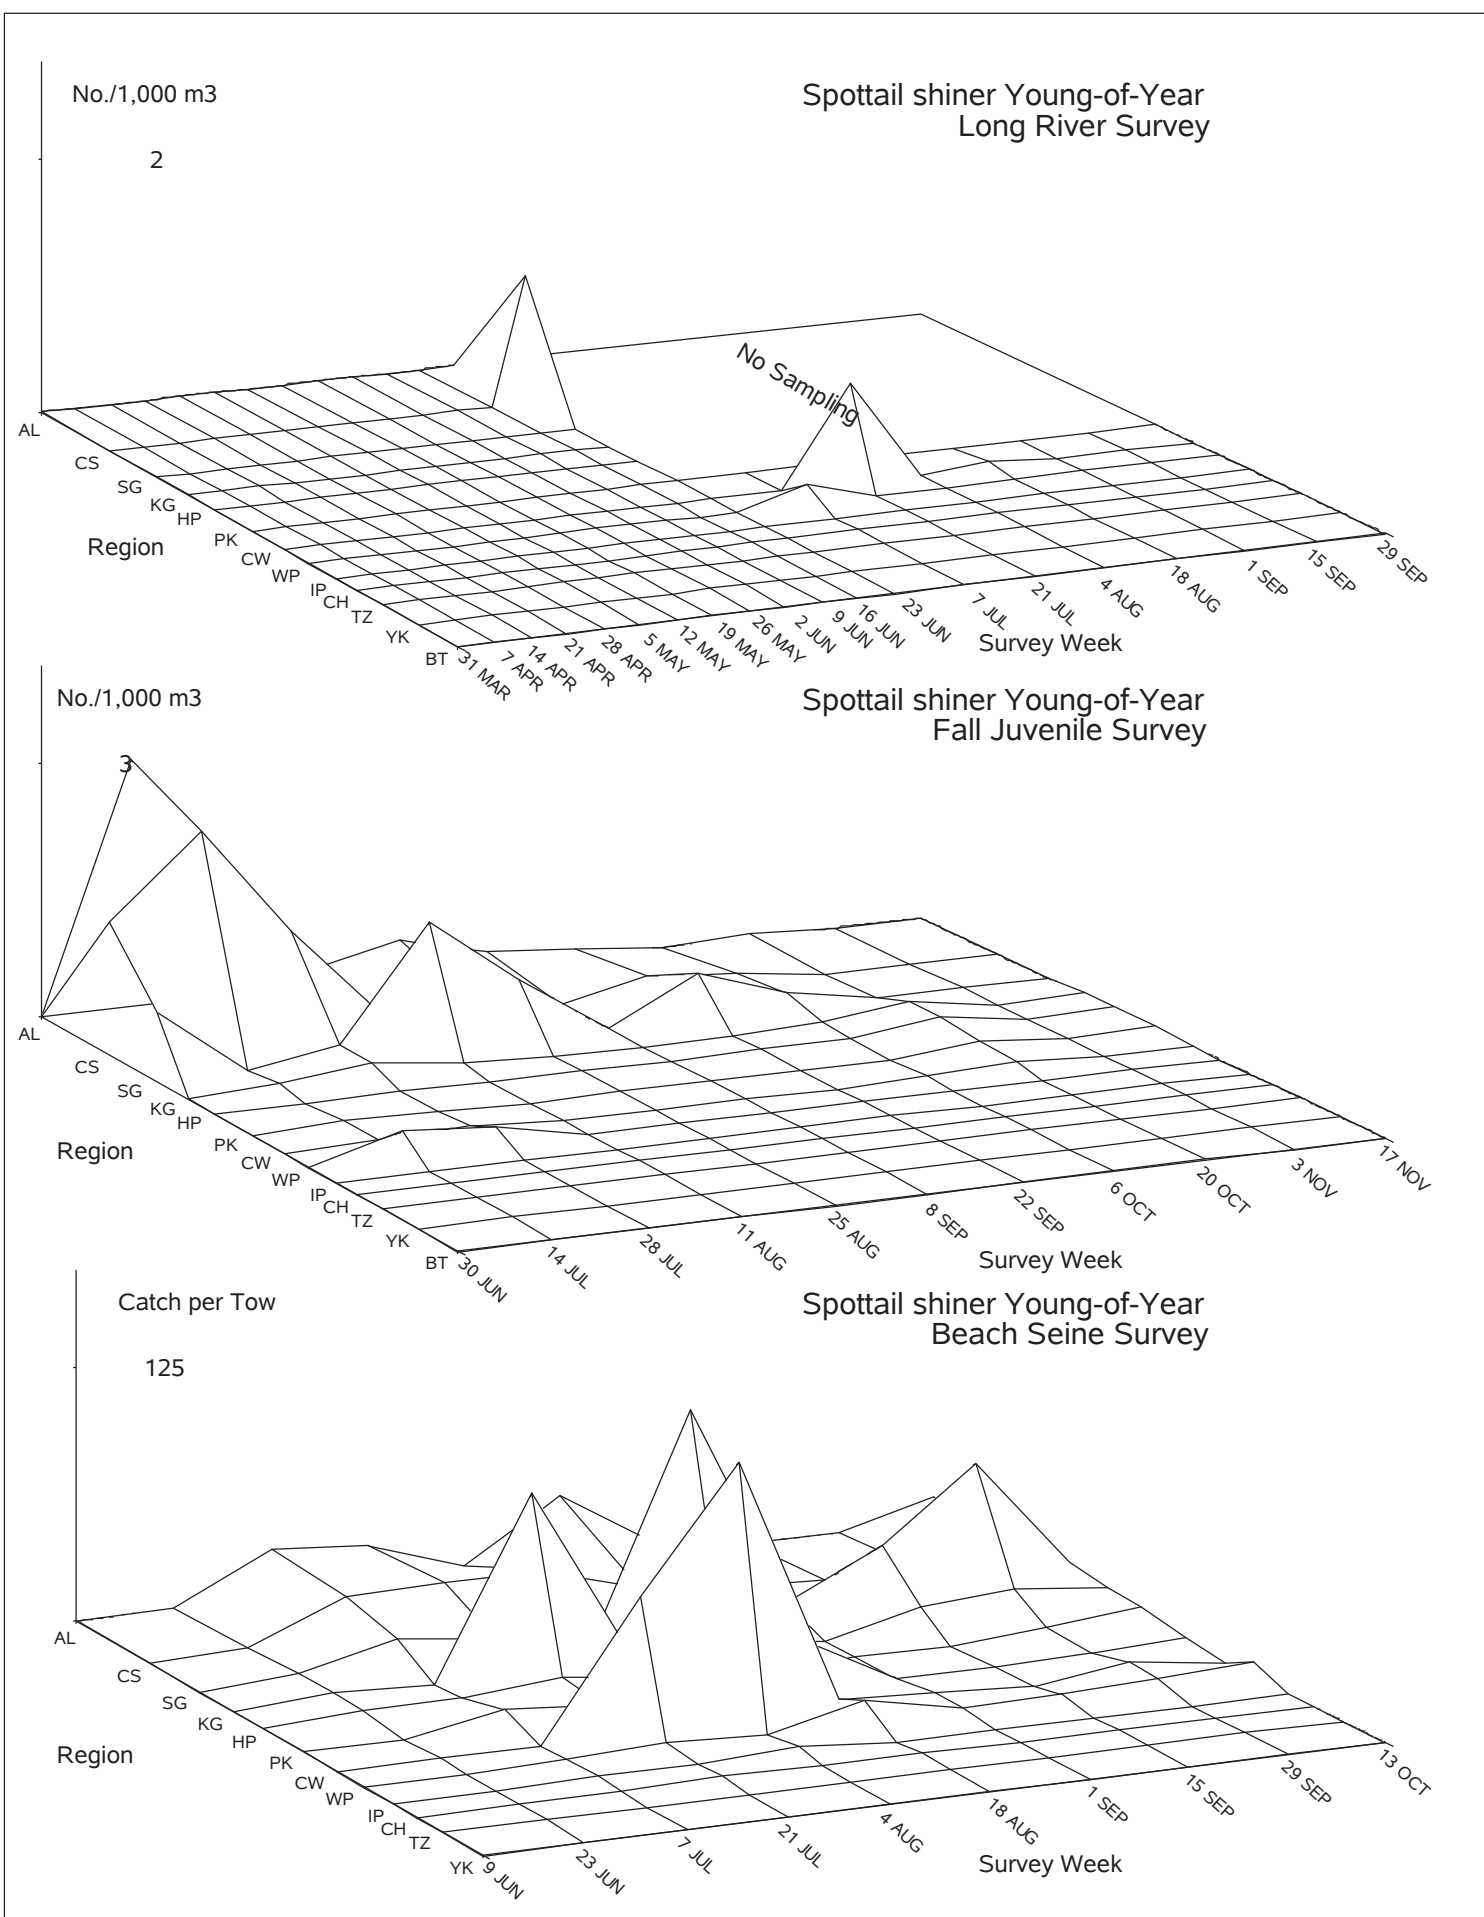 No./1,000 m3
Spottail shiner Young-of-Year
Long River Survey
2
No Sampling
AL
CS
SG
KG
HP
PK
CW
WP
IP
CH
TZ
YK
BT
Region
31 MAR
7 APR
14 APR
21 APR
28 APR
5 MAY
12 MAY
19 MAY
26 MAY
2 JUN
9 JUN
16 JUN
23 JUN
7 JUL
21 JUL
4 AUG
18 AUG
1 SEP
15 SEP
29 SEP
Survey Week
No./1,000 m3
Spottail shiner Young-of-Year
Fall Juvenile Survey
3
AL
CS
SG
KG
HP
PK
CW
WP
IP
CH
TZ
YK
BT
Region
30 JUN
14 JUL
28 JUL
11 AUG
25 AUG
8 SEP
22 SEP
6 OCT
20 OCT
3 NOV
17 NOV
Survey Week
Catch per Tow
Spottail shiner Young-of-Year
Beach Seine Survey
125
AL
CS
SG
KG
HP
PK
CW
WP
IP
CH
TZ
YK
Region
9 JUN
23 JUN
7 JUL
21 JUL
4 AUG
18 AUG
1 SEP
15 SEP
29 SEP
13 OCT
Survey Week